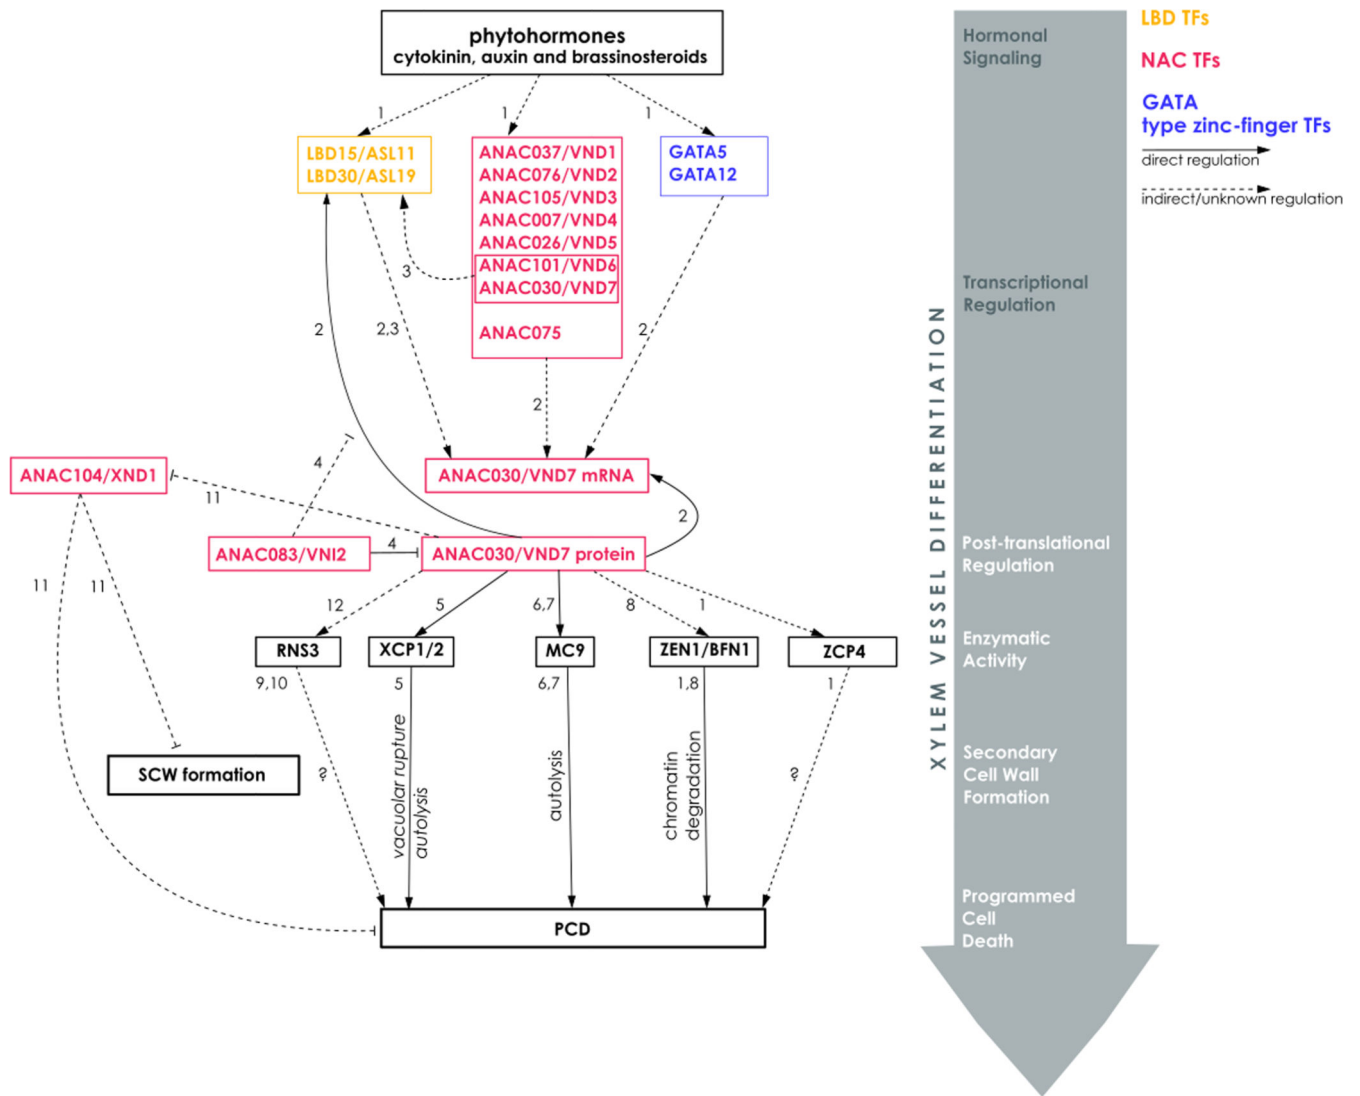 phytohormones
cytokinin, auxin and brassinosteroids
1
1
1
LBD15/ASL11
LBD30/ASL19
ANAC037/VND1
ANAC076/VND2
ANAC105/VND3
ANAC007/VND4
ANAC026/VND5
ANAC101/VND6
ANAC030/VND7
ANAC075
GATA5
GATA12
3
2
2,3
2
2
4
ANAC104/XND1
ANAC030/VND7 mRNA
11
2
ANAC083/VNI2
4
ANAC030/VND7 protein
11
11
12
5
6,7
8
1
RNS3
XCP1/2
MC9
ZEN1/BFN1
ZCP4
9,10
5
6,7
1,8
1
SCW formation
?
vacuolar rupture
autolysis
autolysis
chromatin
degradation
?
PCD
XYLEM VESSEL DIFFERENTIATION
Hormonal
Signaling
Transcriptional
Regulation
Post-translational
Regulation
Enzymatic
Activity
Secondary
Cell Wall
Formation
Programmed
Cell
Death
LBD TFs
NAC TFs
GATA
type zinc-finger TFs
direct regulation
indirect/unknown regulation